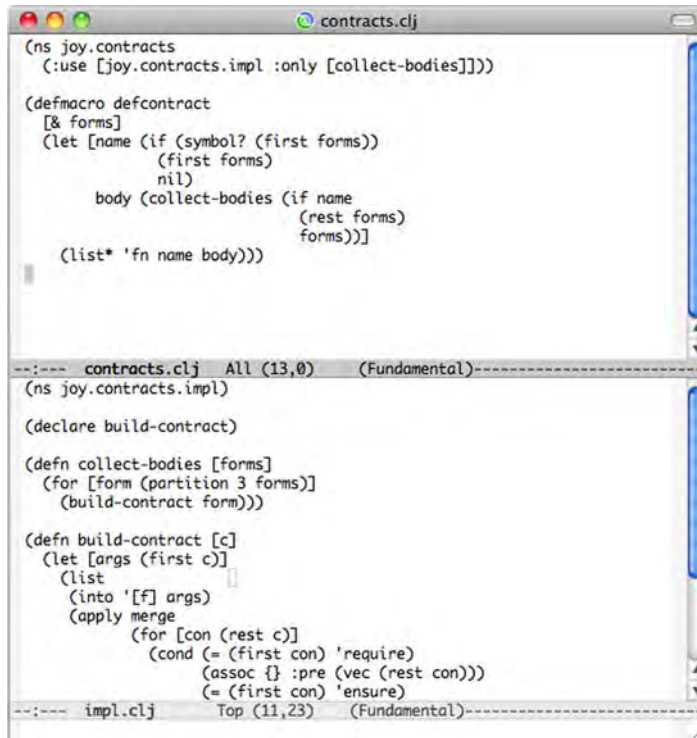 contracts.clj
(ns joy.contracts
  (:use [joy.contracts.impl :only [collect-bodies]]))

(defmacro defcontract
  [& forms]
  (let [name (if (symbol? (first forms))
               (first forms)
               nil)
        body (collect-bodies (if name
                               (rest forms)
                               forms))]
    (list* 'fn name body)))
--:---  contracts.clj   All (13,0)     (Fundamental)-------------------------
(ns joy.contracts.impl)

(declare build-contract)

(defn collect-bodies [forms]
  (for [form (partition 3 forms)]
    (build-contract form)))

(defn build-contract [c]
  (let [args (first c)]
    (list
     (into '[f] args)
     (apply merge
            (for [con (rest c)]
              (cond (= (first con) 'require)
                    (assoc {} :pre (vec (rest con)))
                    (= (first con) 'ensure)
--:---  impl.clj       Top (11,23)    (Fundamental)--------------------------